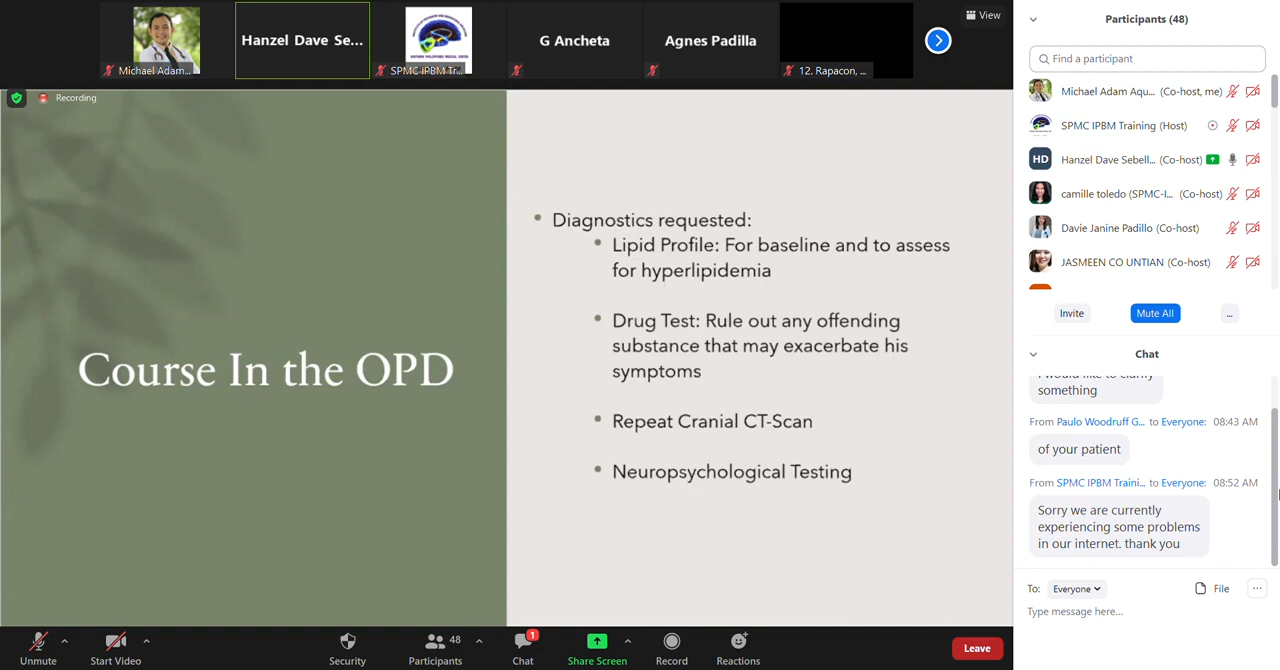 Michael Adam...
Hanzel Dave Se...
SPMC IPBM Tr...
G Ancheta
Agnes Padilla
12. Rapacon, ...
View
Recording
Course In the OPD
Diagnostics requested:
Lipid Profile: For baseline and to assess
for hyperlipidemia
Drug Test: Rule out any offending
substance that may exacerbate his
symptoms
Repeat Cranial CT-Scan
Neuropsychological Testing
Participants (48)
Find a participant
Michael Adam Aqu... (Co-host, me)
SPMC IPBM Training (Host)
HD Hanzel Dave Sebell... (Co-host)
camille toledo (SPMC-I... (Co-host)
Davie Janine Padillo (Co-host)
JASMEEN CO UNTIAN (Co-host)
Invite
Mute All
...
Chat
I would like to clarify
something
From Paulo Woodruff G... to Everyone: 08:43 AM
of your patient
From SPMC IPBM Traini... to Everyone: 08:52 AM
Sorry we are currently
experiencing some problems
in our internet. thank you
To: Everyone
File
...
Type message here...
Unmute
Start Video
Security
Participants 48
Chat 1
Share Screen
Record
Reactions
Leave